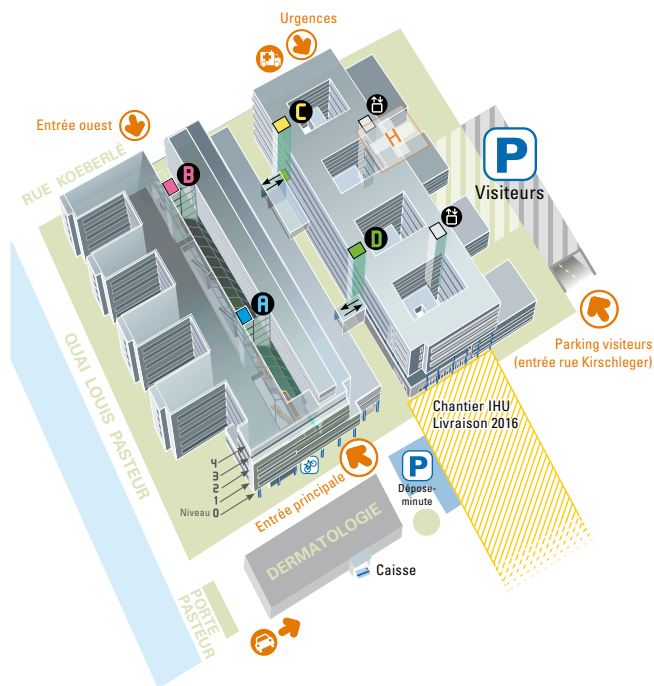 Urgences
C
Entrée ouest
H
P
Visiteurs
RUE KOEBERLÉ
B
D
A
Parking visiteurs
(entrée rue Kirschleger)
QUAI LOUIS PASTEUR
Chantier IHU
Livraison 2016
4
3
2
1
Niveau 0
Entrée principale
P
Dépose-
minute
DERMATOLOGIE
Caisse
PORTE
PASTEUR